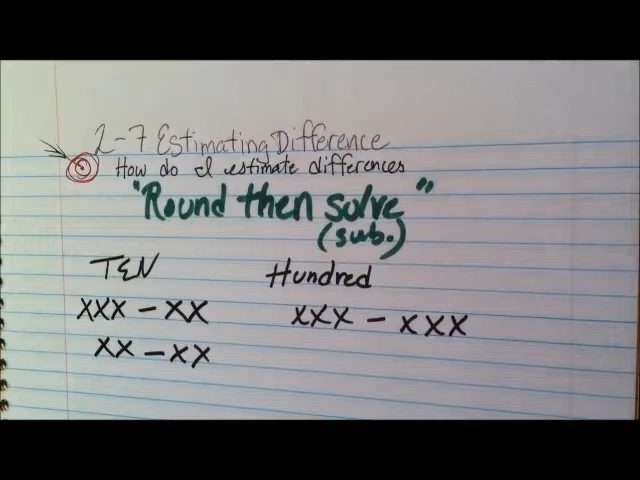 2-7 Estimating Difference
How do I estimate differences
"Round then solve"
(sub.)
TEN Hundred
XXX - XX XXX - XXX
XX - XX